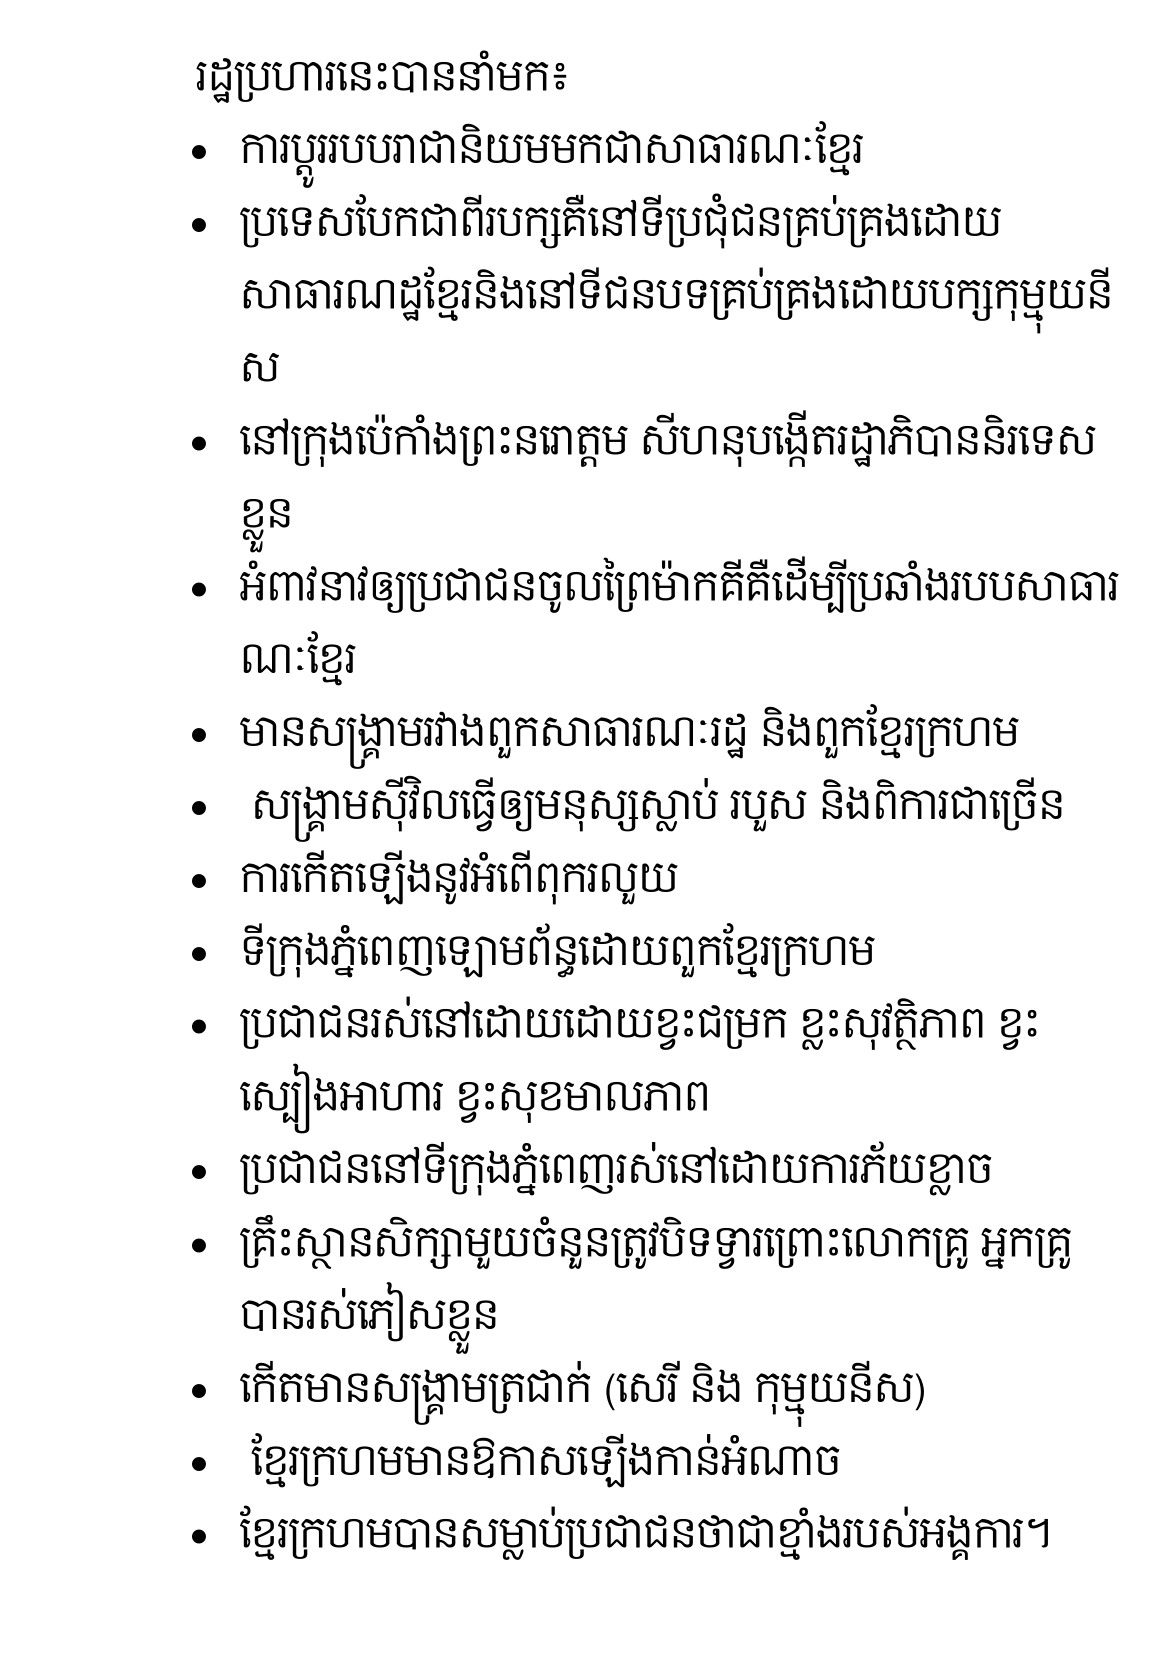 រដ្ឋប្រហារនេះបាននាំមក៖
• ការប្តូររបបរាជានិយមមកជាសាធារណៈខ្មែរ
• ប្រទេសបែកជាពីរបក្សគឺនៅទីប្រជុំជនគ្រប់គ្រងដោយ
សាធារណដ្ឋខ្មែរនិងនៅទីជនបទគ្រប់គ្រងដោយបក្សកុម្មុយនី
ស
• នៅក្រុងប៉េកាំងព្រះនរោត្តម សីហនុបង្កើតរដ្ឋាភិបាននិរទេស
ខ្លួន
• អំពាវនាវឲ្យប្រជាជនចូលព្រៃម៉ាកគីគឺដើម្បីប្រឆាំងរបបសាធារ
ណៈខ្មែរ
• មានសង្គ្រាមរវាងពួកសាធារណៈរដ្ឋ និងពួកខ្មែរក្រហម
• សង្គ្រាមស៊ីវិលធ្វើឲ្យមនុស្សស្លាប់ របួស និងពិការជាច្រើន
• ការកើតឡើងនូវអំពើពុករលួយ
• ទីក្រុងភ្នំពេញឡោមព័ន្ធដោយពួកខ្មែរក្រហម
• ប្រជាជនរស់នៅដោយដោយខ្វះជម្រក ខ្លះសុវត្ថិភាព ខ្វះ
ស្បៀងអាហារ ខ្វះសុខមាលភាព
• ប្រជាជននៅទីក្រុងភ្នំពេញរស់នៅដោយការភ័យខ្លាច
• គ្រឹះស្ថានសិក្សាមួយចំនួនត្រូវបិទទ្វារព្រោះលោកគ្រូ អ្នកគ្រូ
បានរស់ភៀសខ្លួន
• កើតមានសង្គ្រាមត្រជាក់ (សេរី និង កុម្មុយនីស)
• ខ្មែរក្រហមមានឱកាសឡើងកាន់អំណាច
• ខ្មែរក្រហមបានសម្លាប់ប្រជាជនថាជាខ្មាំងរបស់អង្គការ។